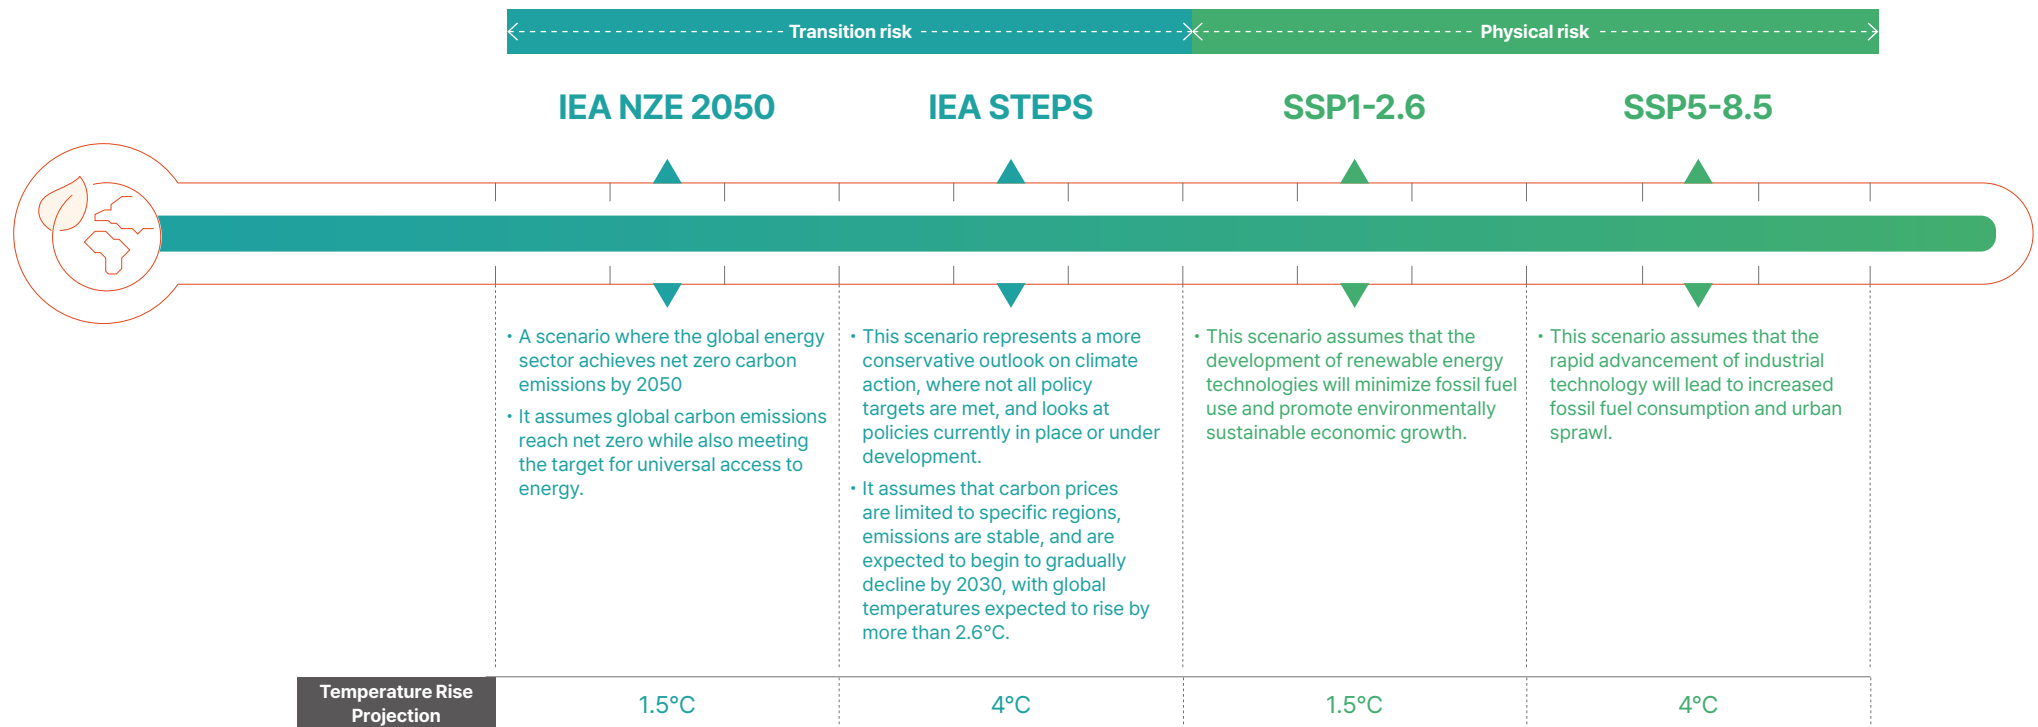 Transition risk
Physical risk
IEA NZE 2050
IEA STEPS
SSP1-2.6
SSP5-8.5
• A scenario where the global energy
sector achieves net zero carbon
emissions by 2050
• It assumes global carbon emissions
reach net zero while also meeting
the target for universal access to
energy.
• This scenario represents a more
conservative outlook on climate
action, where not all policy
targets are met, and looks at
policies currently in place or under
development.
• It assumes that carbon prices
are limited to specific regions,
emissions are stable, and are
expected to begin to gradually
decline by 2030, with global
temperatures expected to rise by
more than 2.6°C.
• This scenario assumes that the
development of renewable energy
technologies will minimize fossil fuel
use and promote environmentally
sustainable economic growth.
• This scenario assumes that the
rapid advancement of industrial
technology will lead to increased
fossil fuel consumption and urban
sprawl.
Temperature Rise
Projection
1.5°C
4°C
1.5°C
4°C